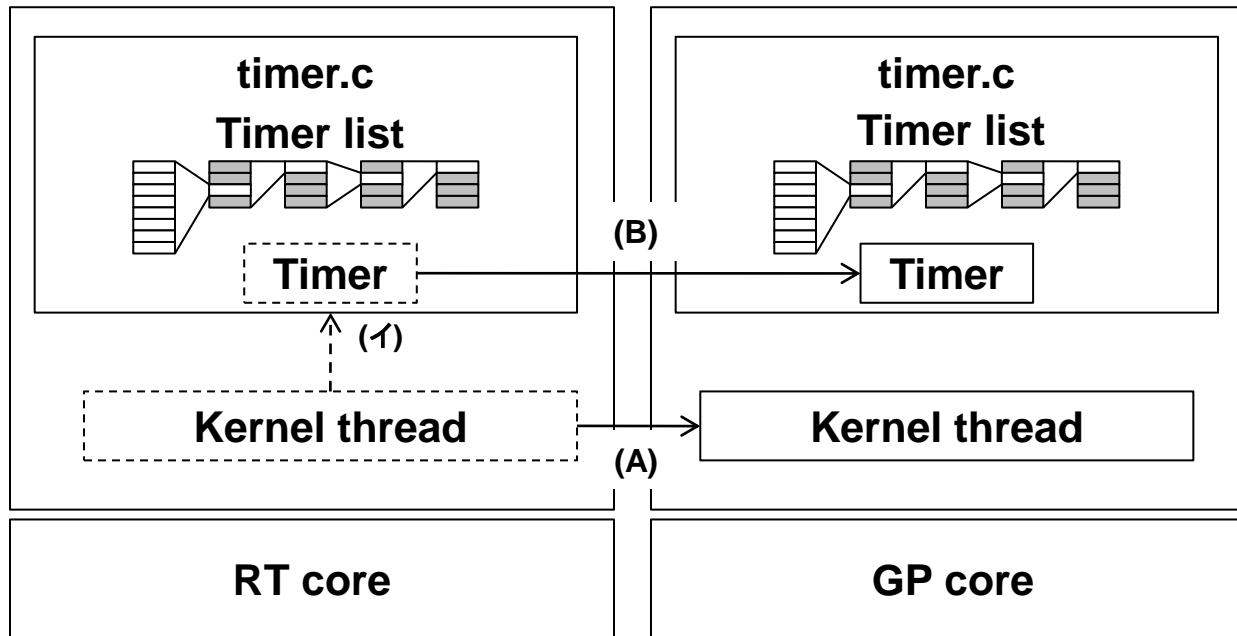 timer.c
Timer list
timer.c
Timer list
(B)
Timer
Timer
(イ)
Kernel thread
Kernel thread
(A)
RT core
GP core